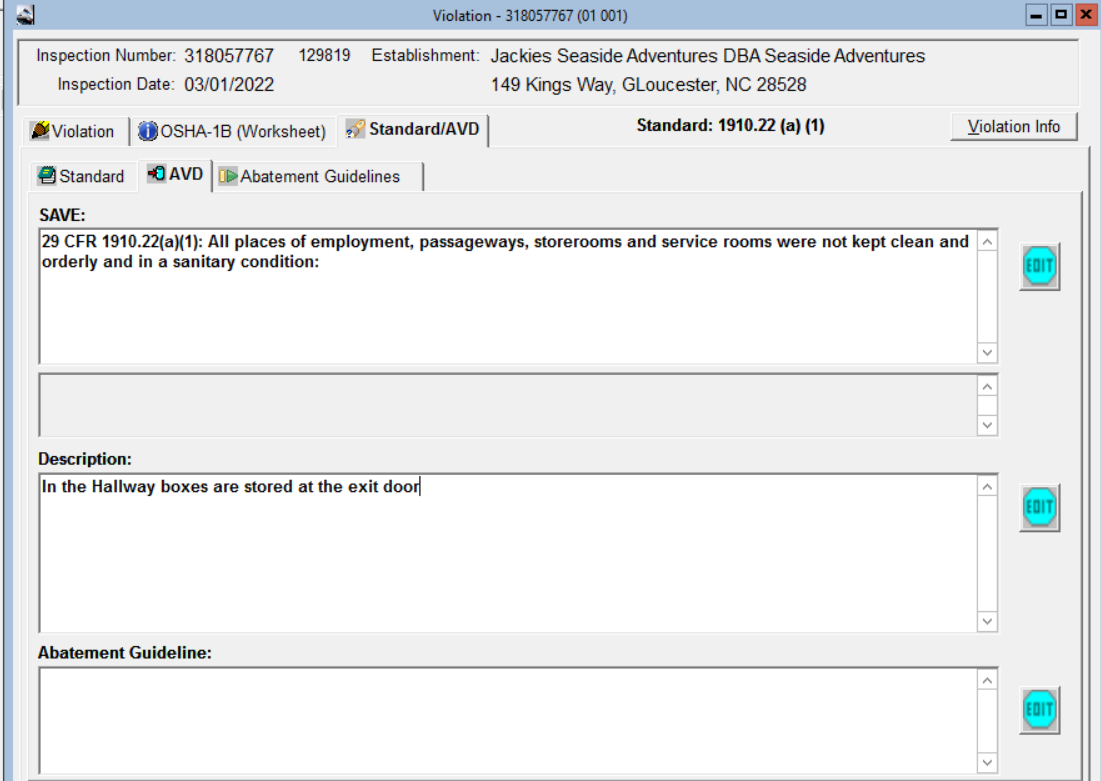 Violation - 318057767 (01 001)
Inspection Number: 318057767 129819 Establishment: Jackies Seaside Adventures DBA Seaside Adventures
Inspection Date: 03/01/2022 149 Kings Way, GLoucester, NC 28528
Violation OSHA-1B (Worksheet) Standard/AVD Standard: 1910.22 (a) (1) Violation Info
Standard AVD Abatement Guidelines
SAVE:
29 CFR 1910.22(a)(1): All places of employment, passageways, storerooms and service rooms were not kept clean and
orderly and in a sanitary condition:
EDIT
Description:
In the Hallway boxes are stored at the exit door
EDIT
Abatement Guideline:
EDIT